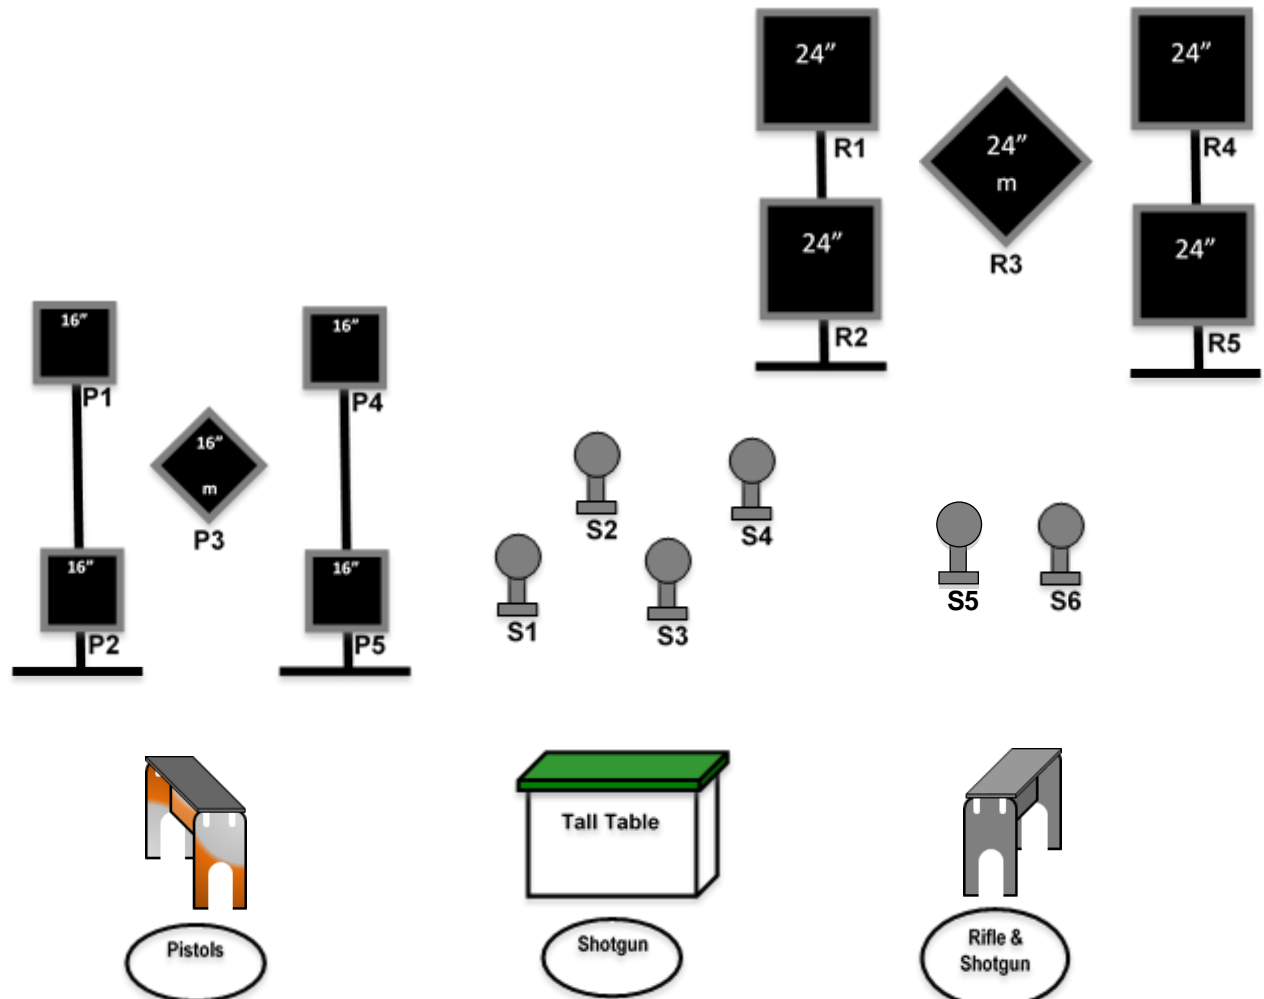 24”
R1
24”
R2
24”
m
R3
24”
R4
24”
R5
16”
P1
16”
P2
16”
m
P3
16”
P4
16”
P5
S2
S4
S1
S3
S5
S6
Tall Table
Pistols
Shotgun
Rifle &
Shotgun